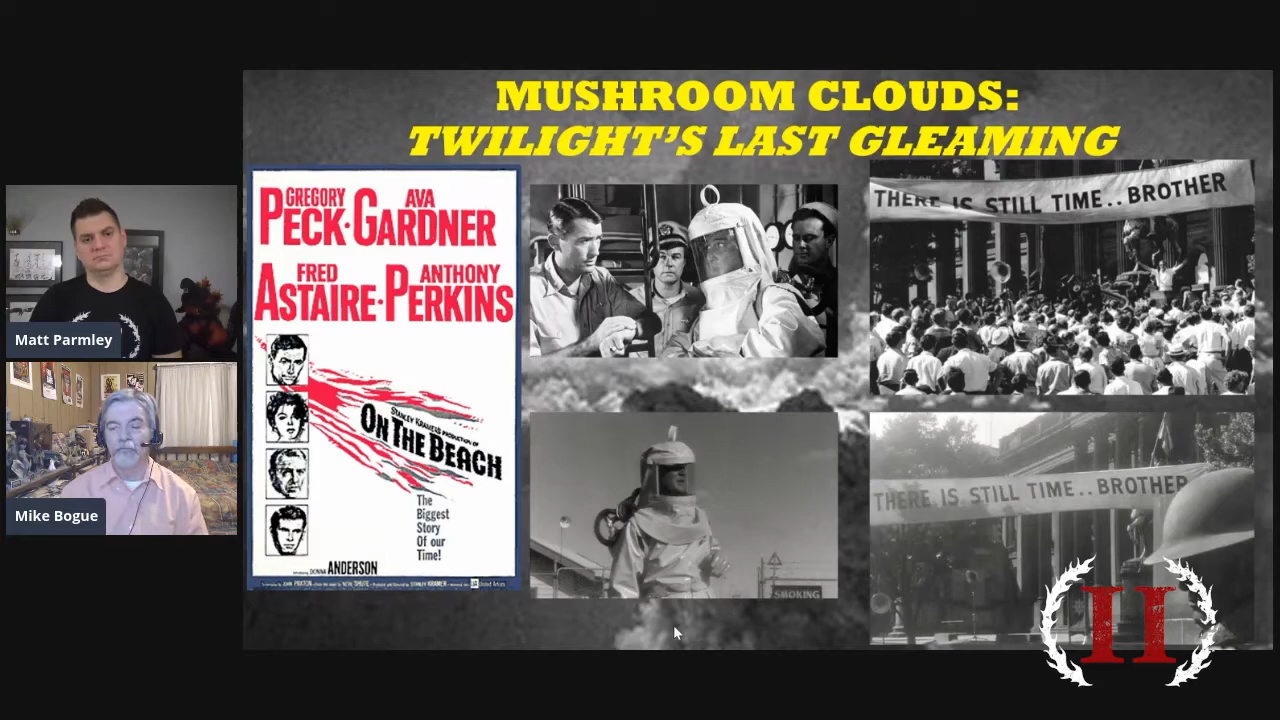 MUSHROOM CLOUDS:
TWILIGHT'S LAST GLEAMING
GREGORY AVA
PECK·GARDNER
FRED ANTHONY
ASTAIRE·PERKINS
STANLEY KRAMER'S PRODUCTION OF
ON THE BEACH
The
Biggest
Story
Of our
Time!
DONNA ANDERSON
THERE IS STILL TIME.. BROTHER
SMOKING
THERE IS STILL TIME.. BROTHER
Matt Parmley
Mike Bogue
II